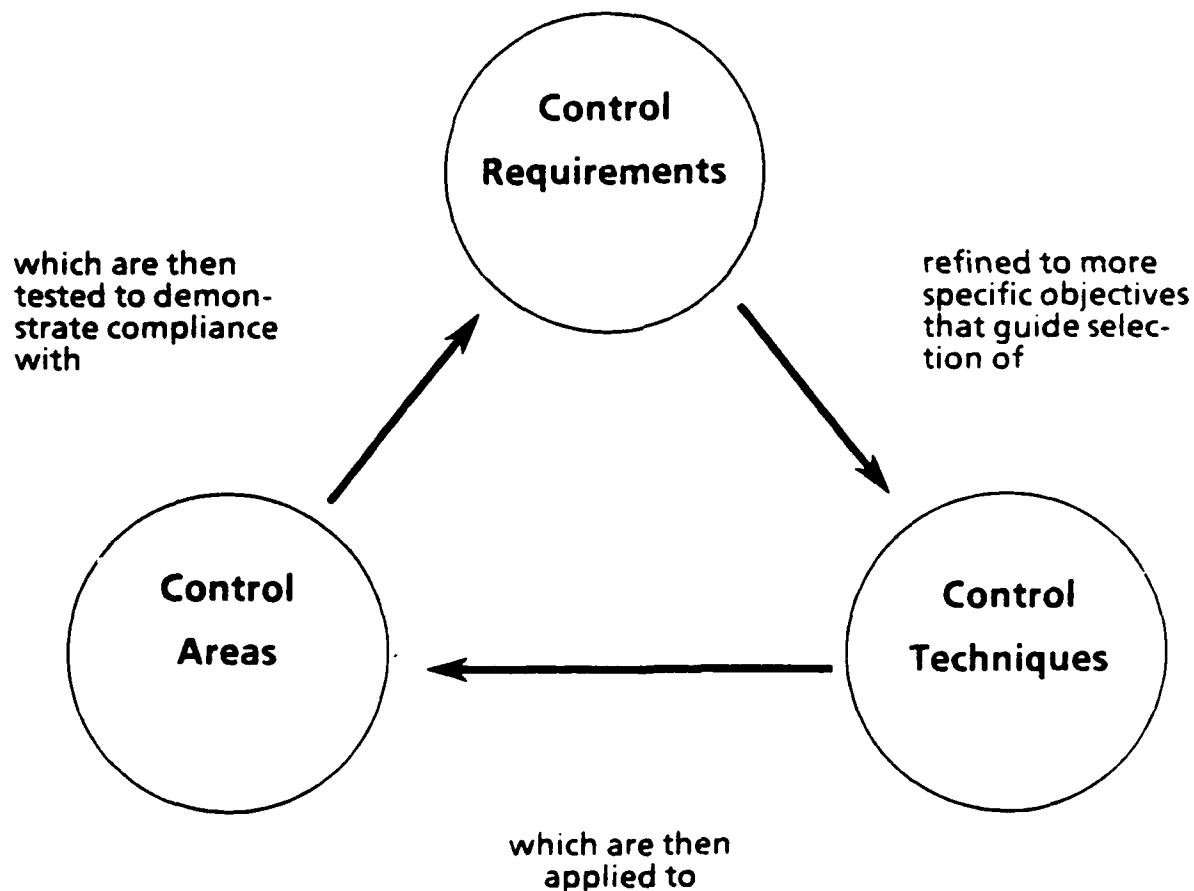 Control
Requirements
which are then
tested to demon-
strate compliance
with
refined to more
specific objectives
that guide selec-
tion of
Control
Areas
Control
Techniques
which are then
applied to